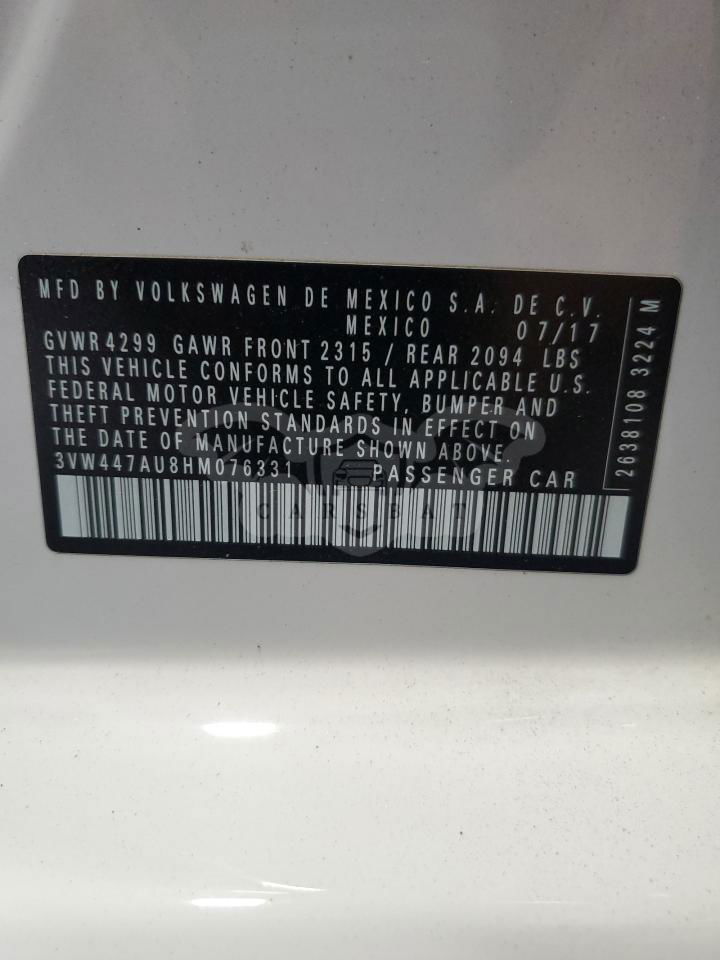 MFD BY VOLKSWAGEN DE MEXICO S.A. DE C.V.
MEXICO 07/17
GVWR 4299 GAWR FRONT 2315 / REAR 2094 LBS
THIS VEHICLE CONFORMS TO ALL APPLICABLE U.S.
FEDERAL MOTOR VEHICLE SAFETY, BUMPER AND
THEFT PREVENTION STANDARDS IN EFFECT ON
THE DATE OF MANUFACTURE SHOWN ABOVE.
3VW447AU8HM076331 PASSENGER CAR
CARSBAT
2638108 3224 M